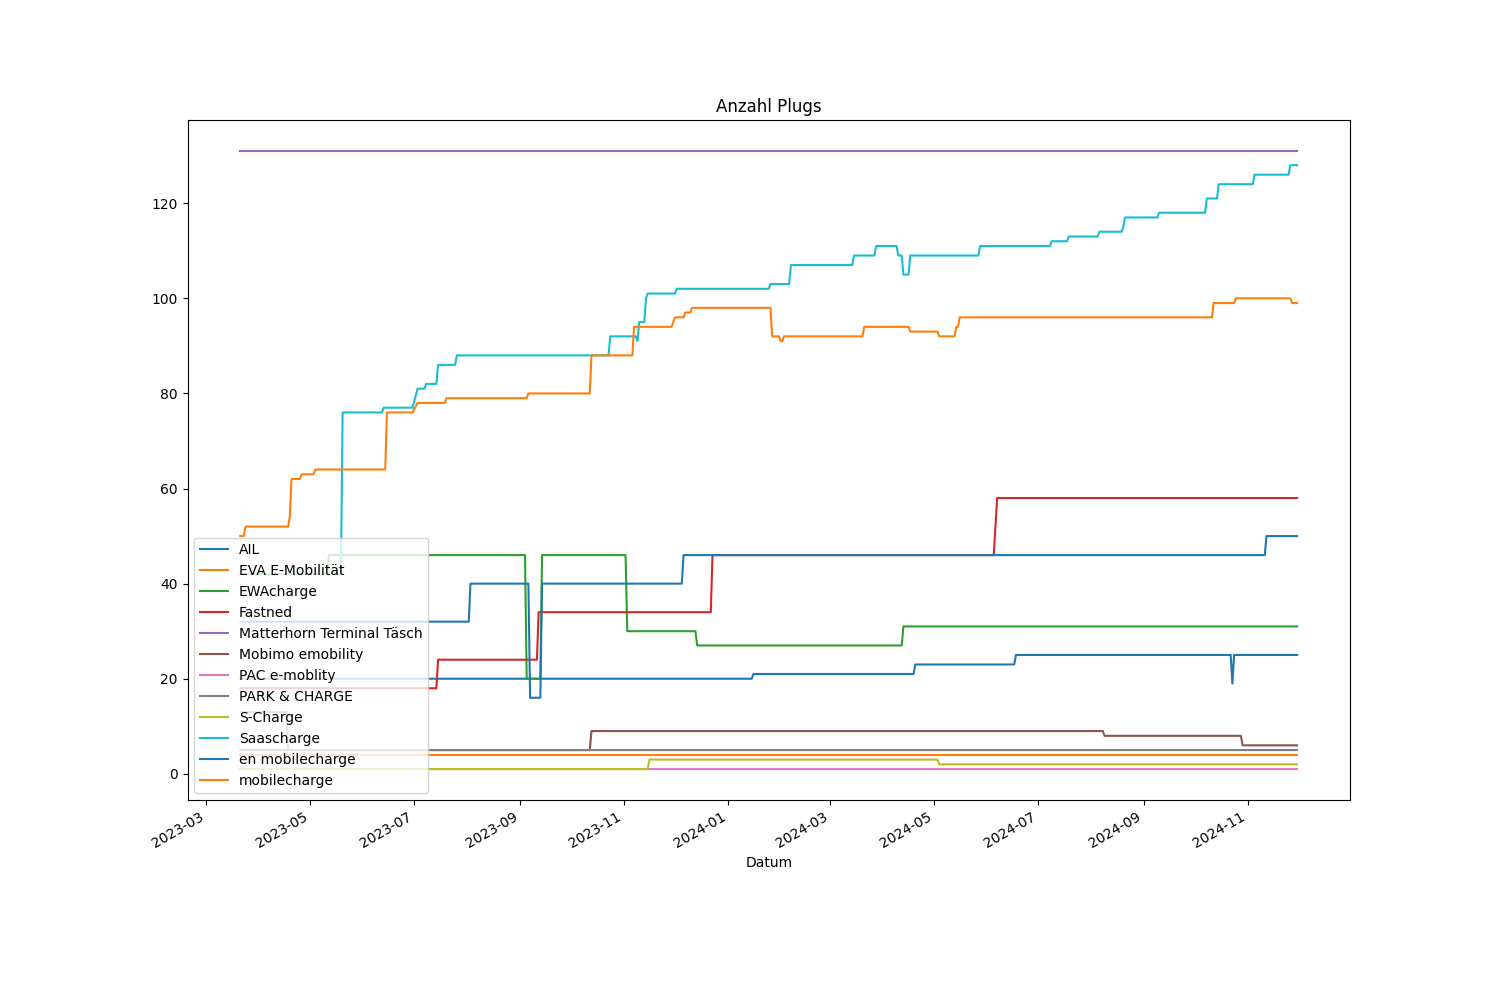 Anzahl Plugs
120
100
80
60
40
20
0
AIL
EVA E-Mobilität
EWAcharge
Fastned
Matterhorn Terminal Täsch
Mobimo emobility
PAC e-moblity
PARK & CHARGE
S-Charge
Saascharge
en mobilecharge
mobilecharge
2023-03
2023-05
2023-07
2023-09
2023-11
2024-01
2024-03
2024-05
2024-07
2024-09
2024-11
Datum